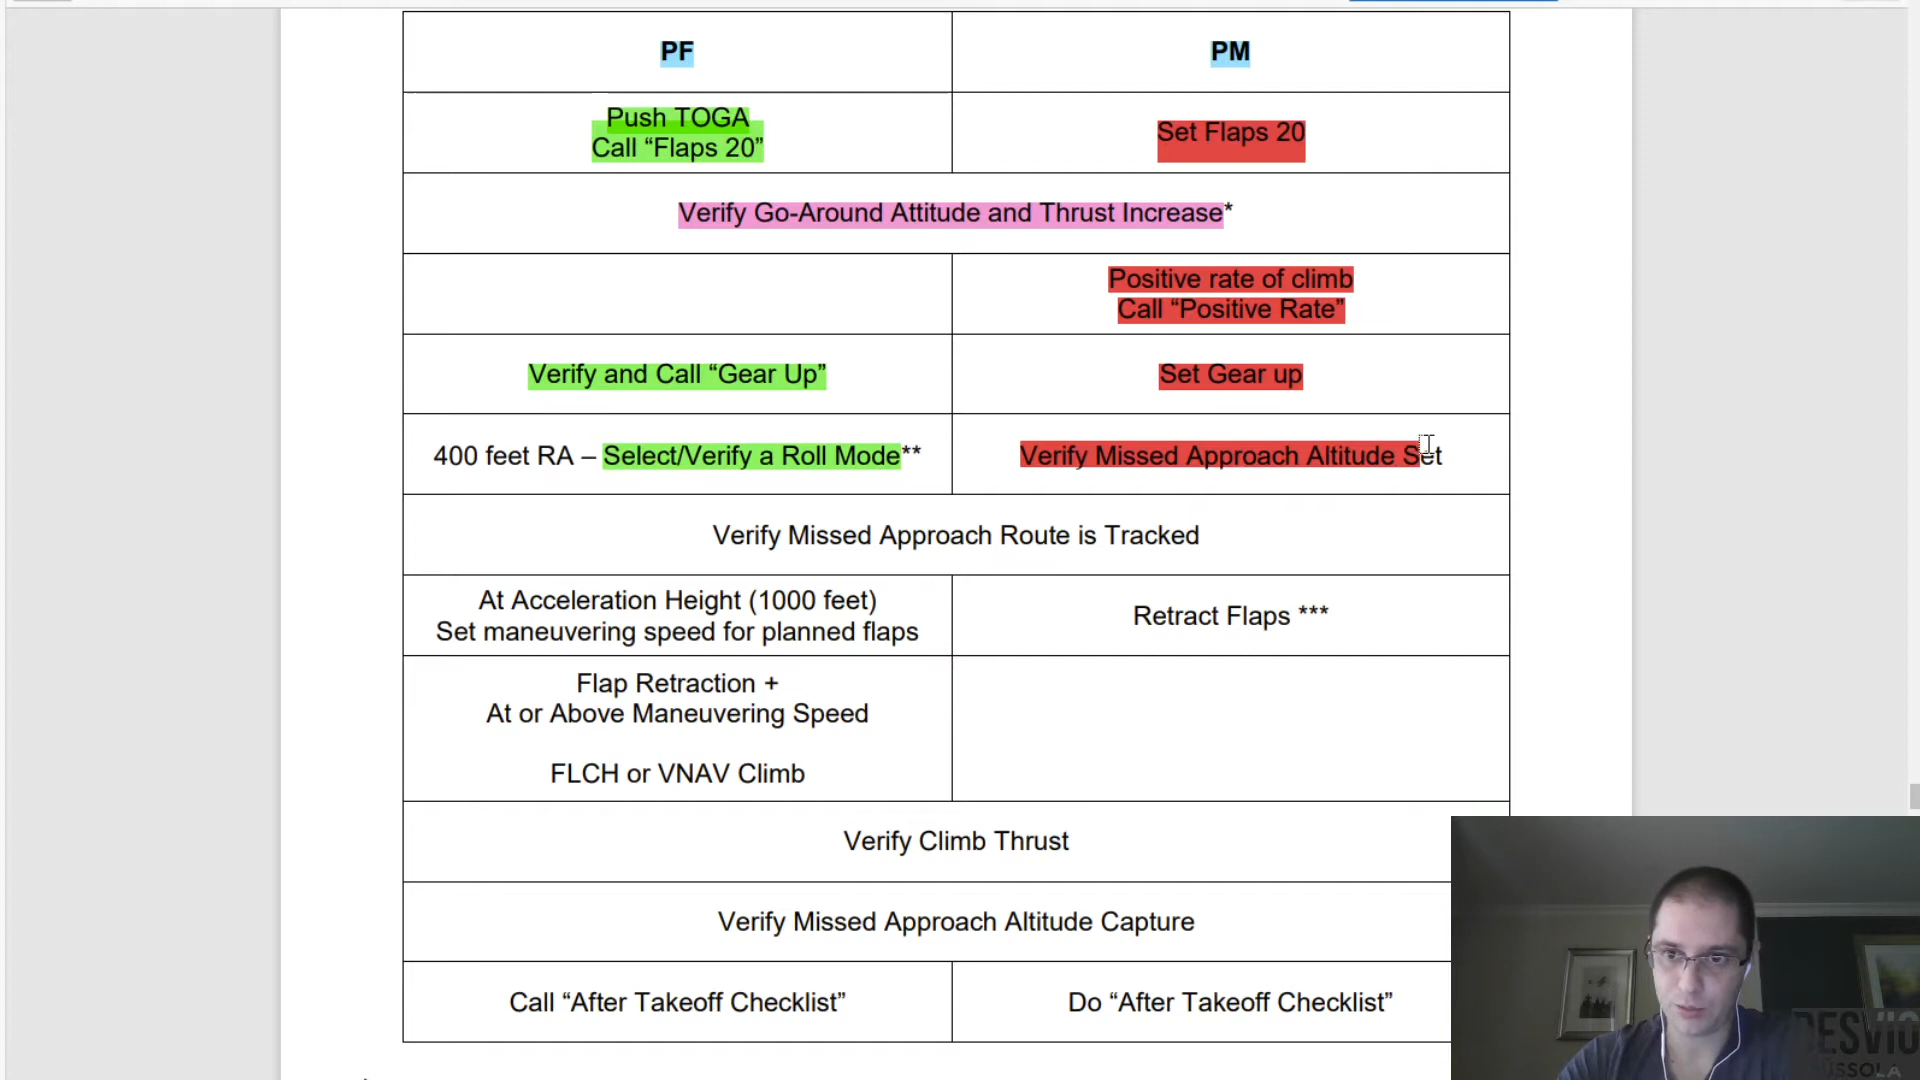 PF
PM
Push TOGA
Call “Flaps 20”
Set Flaps 20
Verify Go-Around Attitude and Thrust Increase*
Positive rate of climb
Call “Positive Rate”
Verify and Call “Gear Up”
Set Gear up
400 feet RA – Select/Verify a Roll Mode**
Verify Missed Approach Altitude Set
Verify Missed Approach Route is Tracked
At Acceleration Height (1000 feet)
Set maneuvering speed for planned flaps
Retract Flaps ***
Flap Retraction +
At or Above Maneuvering Speed
FLCH or VNAV Climb
Verify Climb Thrust
Verify Missed Approach Altitude Capture
Call “After Takeoff Checklist”
Do “After Takeoff Checklist”